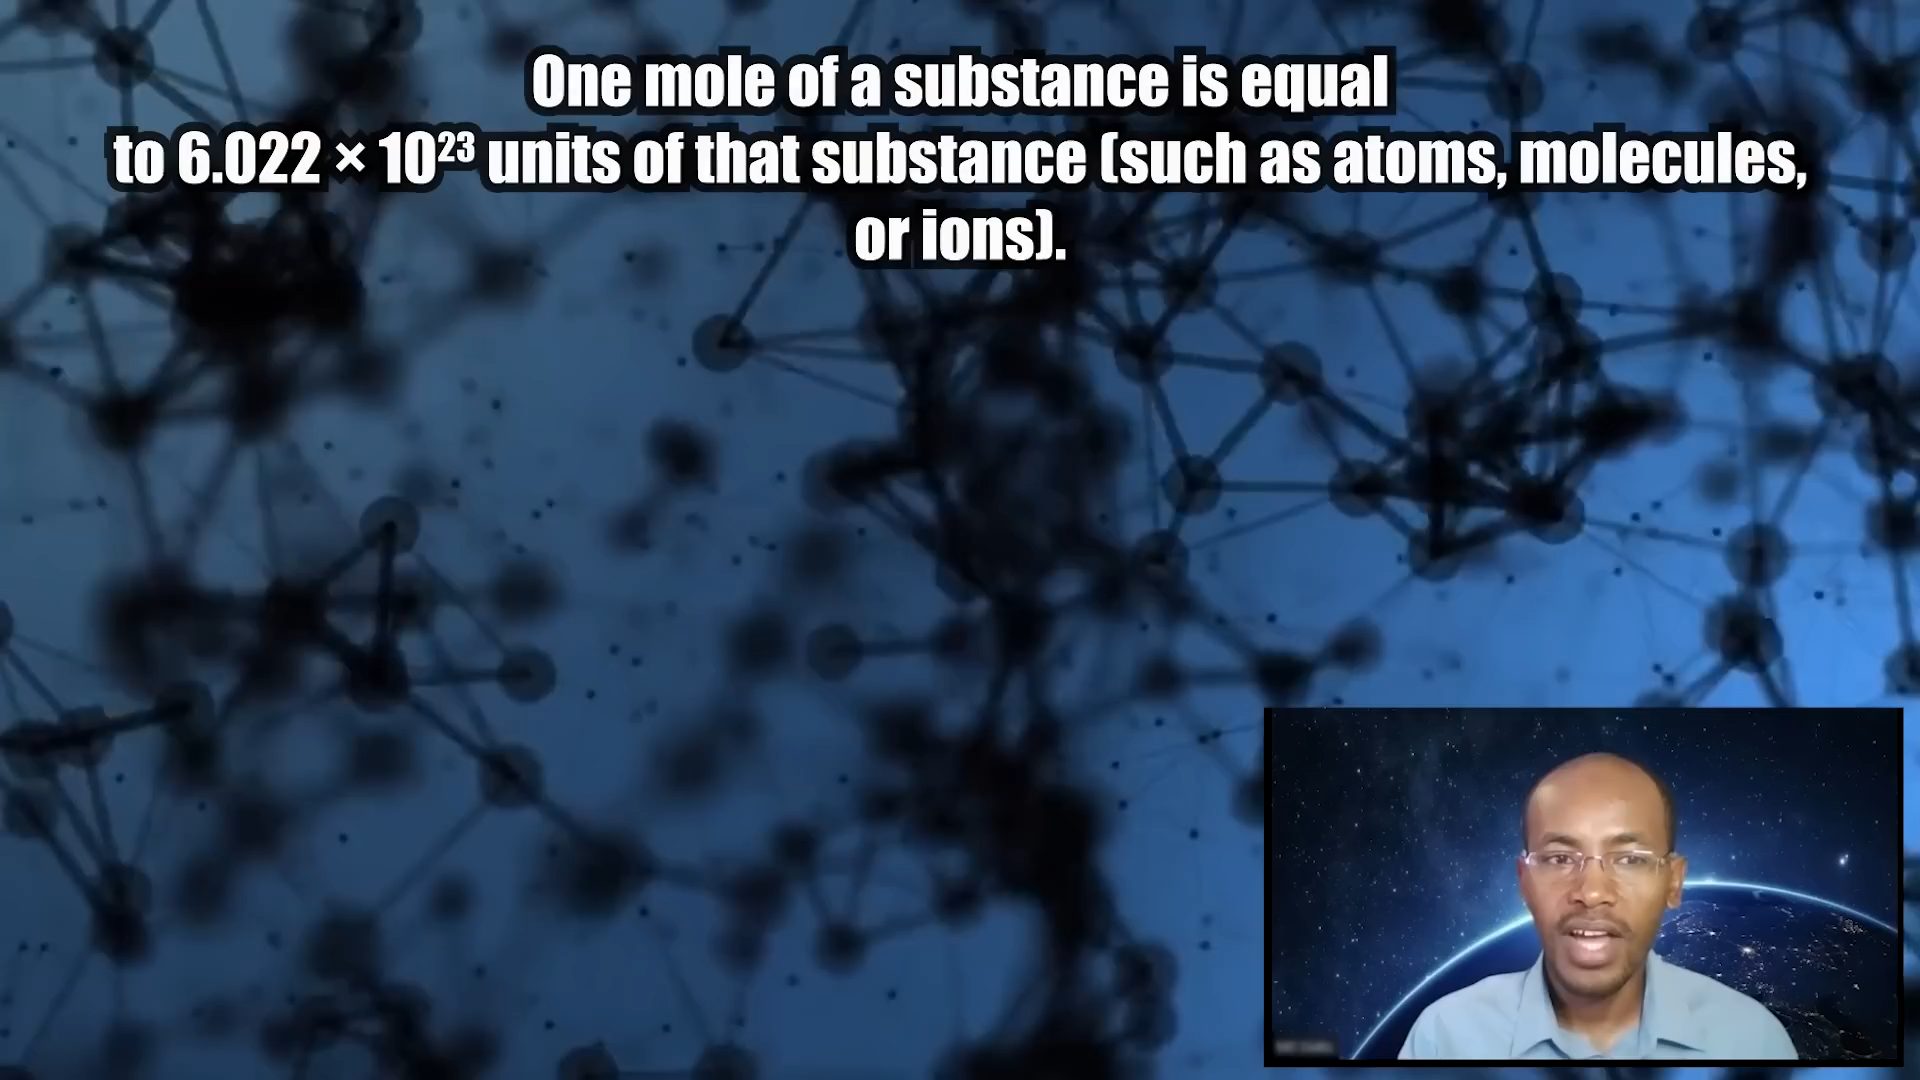 One mole of a substance is equal
to 6.022 × 10²³ units of that substance (such as atoms, molecules,
or ions).